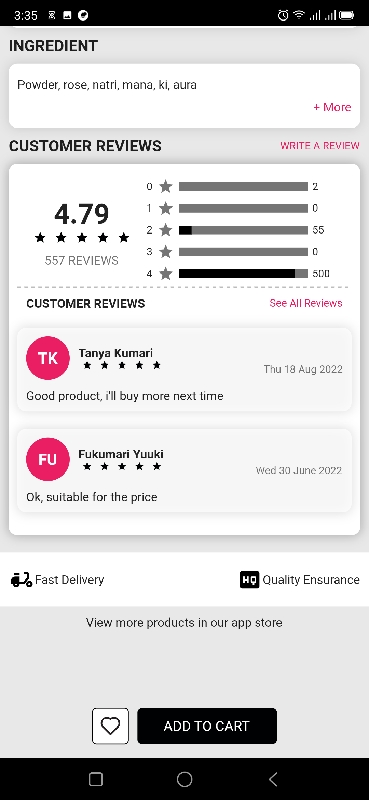 3:35
INGREDIENT
Powder, rose, natri, mana, ki, aura
+ More
CUSTOMER REVIEWS
WRITE A REVIEW
4.79
557 REVIEWS
0 2
1 0
2 55
3 0
4 500
CUSTOMER REVIEWS
See All Reviews
TK
Tanya Kumari
Thu 18 Aug 2022
Good product, i'll buy more next time
FU
Fukumari Yuuki
Wed 30 June 2022
Ok, suitable for the price
Fast Delivery
HQ Quality Ensurance
View more products in our app store
ADD TO CART